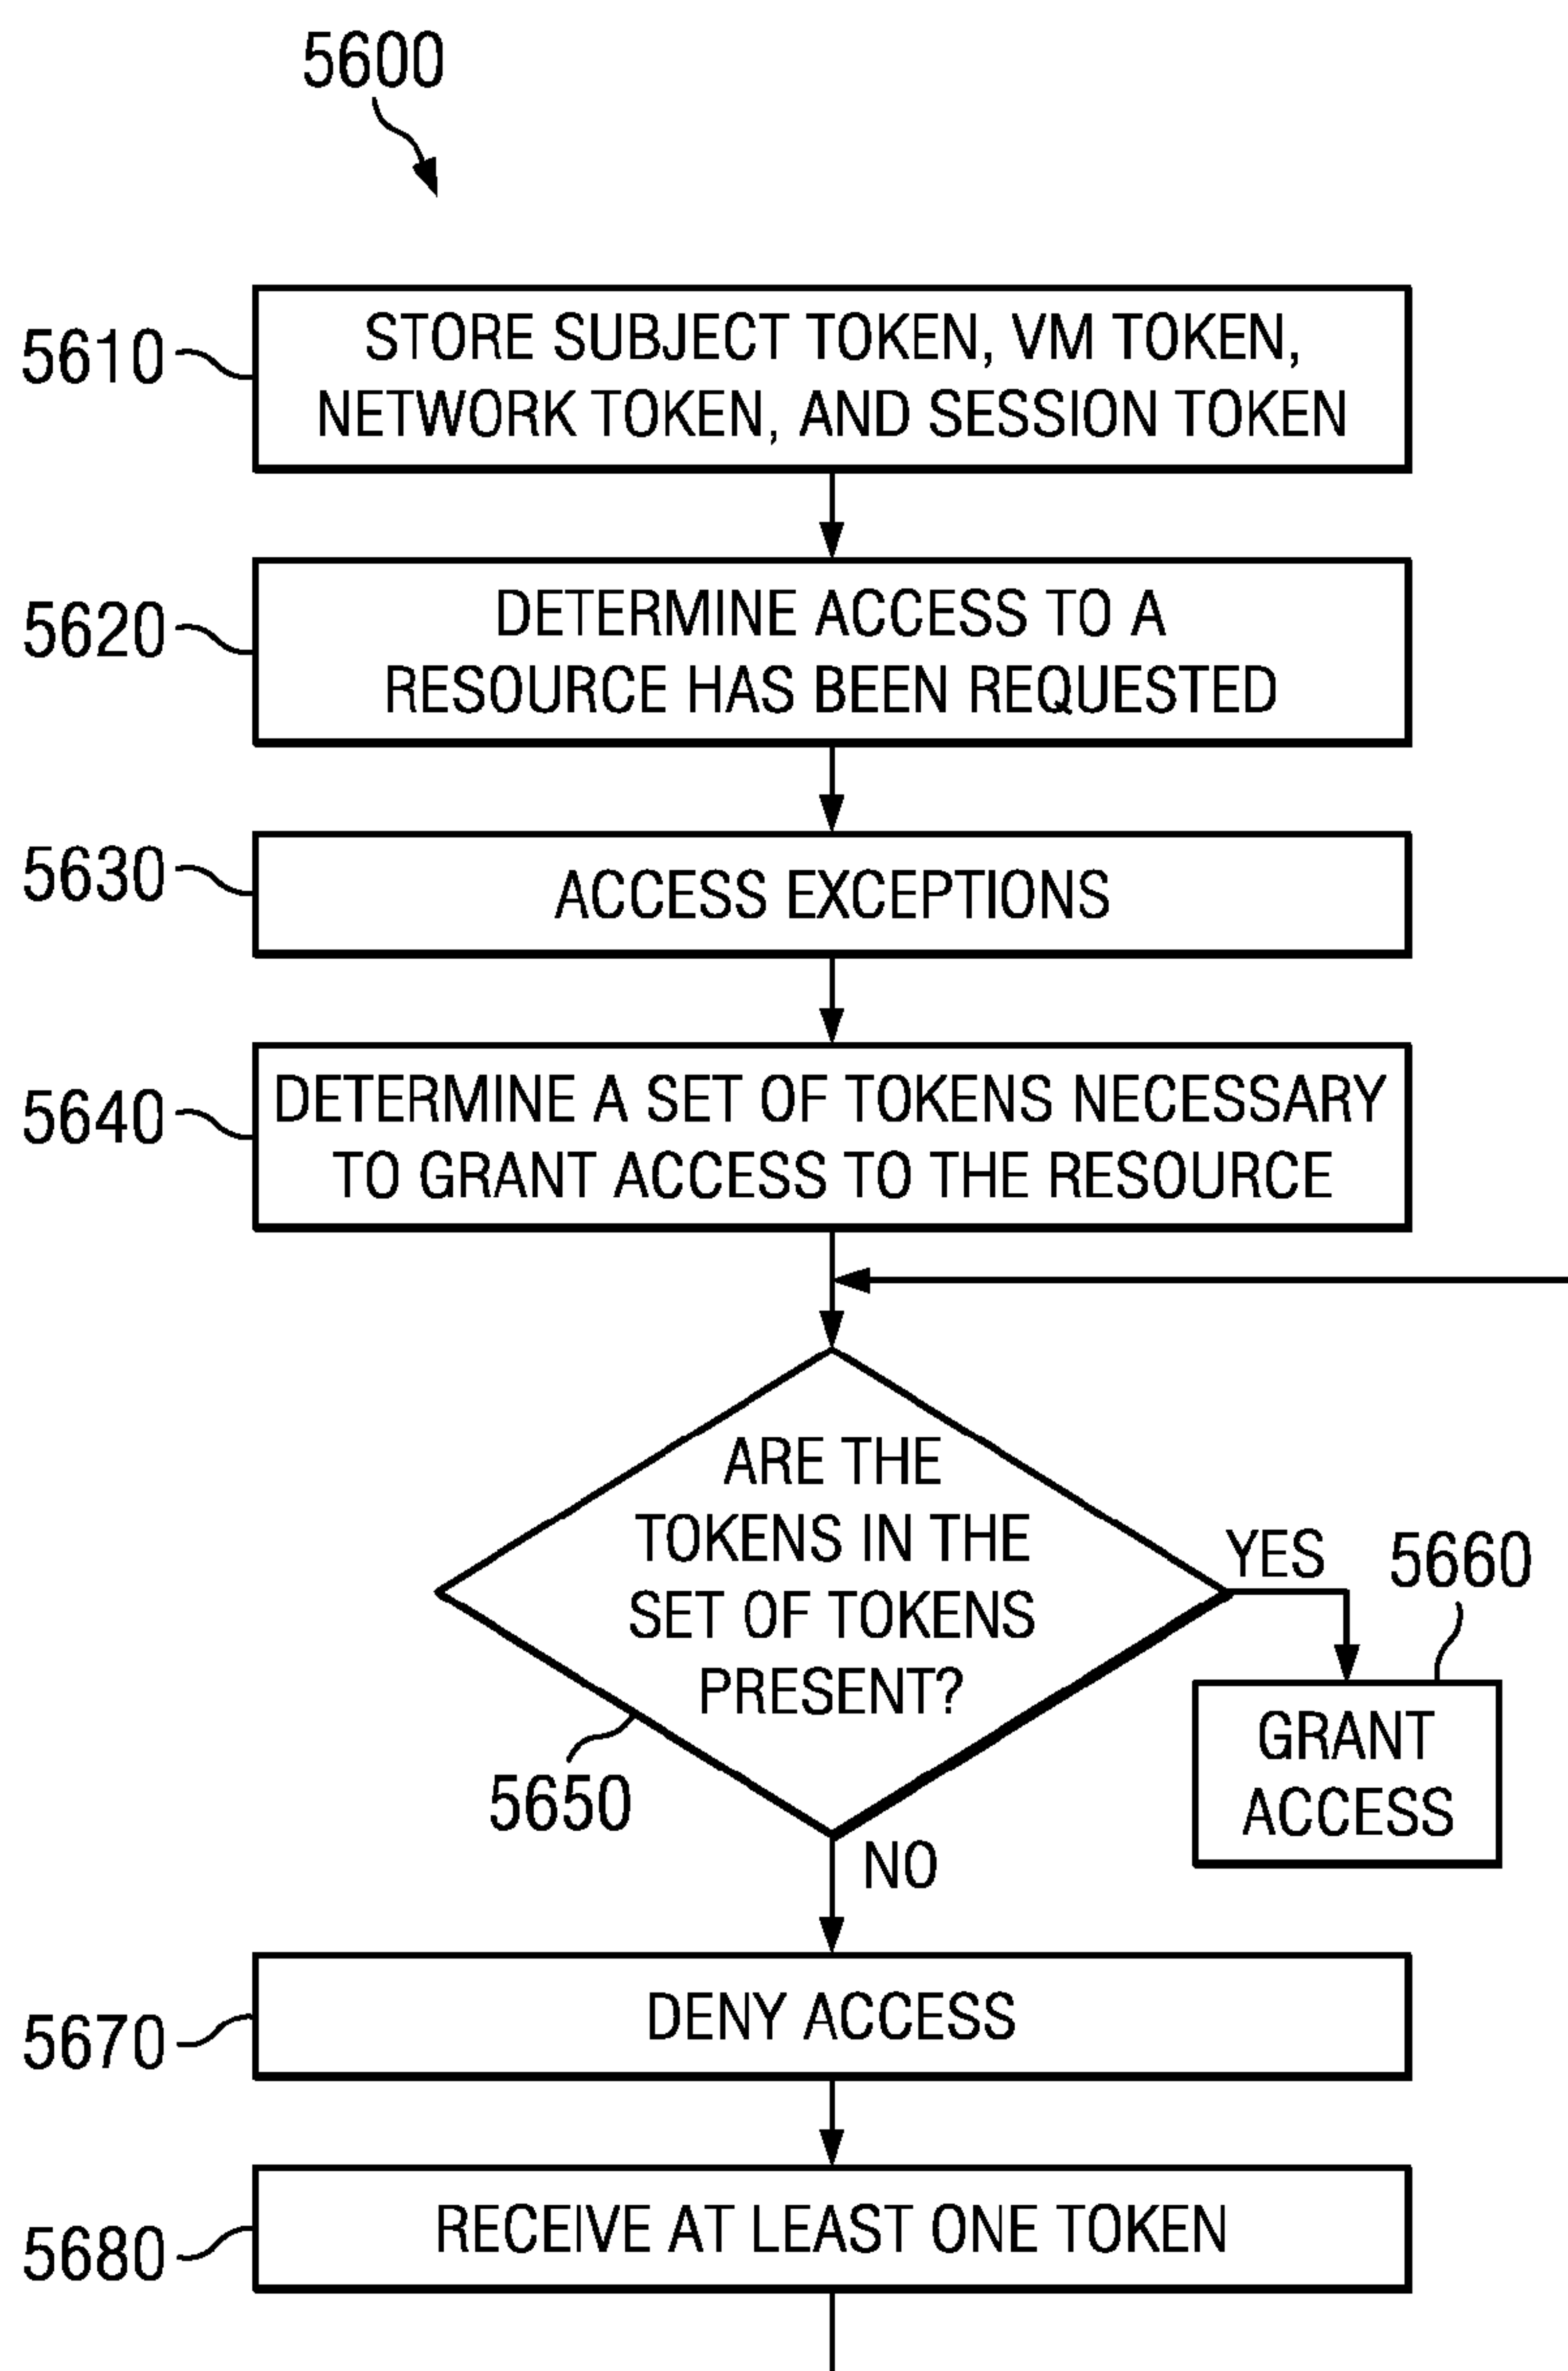 5600
5610
STORE SUBJECT TOKEN, VM TOKEN,
NETWORK TOKEN, AND SESSION TOKEN
5620
DETERMINE ACCESS TO A
RESOURCE HAS BEEN REQUESTED
5630
ACCESS EXCEPTIONS
5640
DETERMINE A SET OF TOKENS NECESSARY
TO GRANT ACCESS TO THE RESOURCE
ARE THE
TOKENS IN THE
SET OF TOKENS
PRESENT?
5650
YES
5660
GRANT
ACCESS
NO
5670
DENY ACCESS
5680
RECEIVE AT LEAST ONE TOKEN